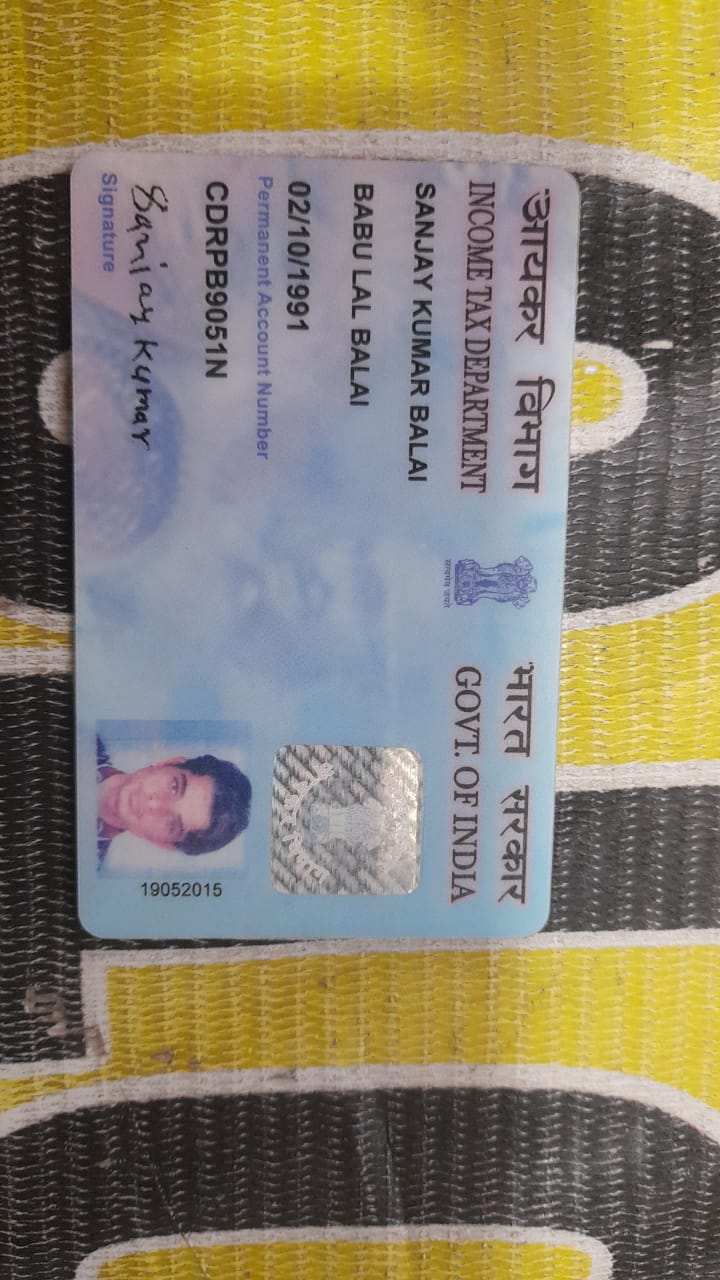 आयकर विभाग
INCOME TAX DEPARTMENT
भारत सरकार
GOVT. OF INDIA
सत्यमेव जयते
SANJAY KUMAR BALAI
BABU LAL BALAI
02/10/1991
Permanent Account Number
CDRPB9051N
Sanjay Kumar
Signature
19052015